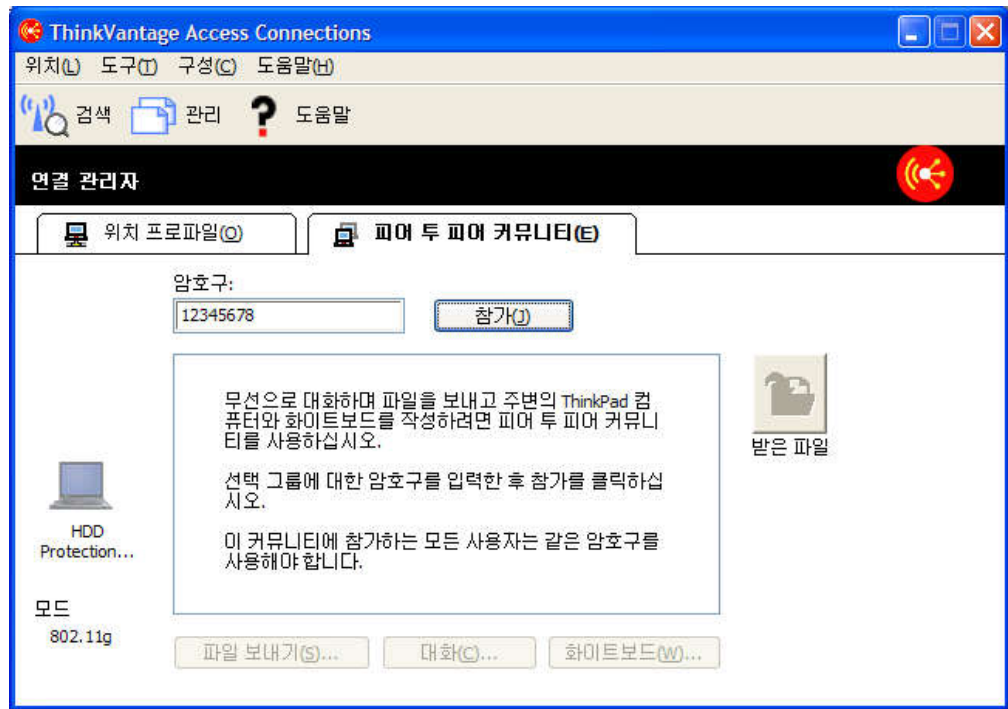 ThinkVantage Access Connections
위치(L) 도구(T) 구성(C) 도움말(H)
검색 관리 ? 도움말
연결 관리자
위치 프로파일(O) 피어 투 피어 커뮤니티(E)
암호구:
12345678 참가(J)
무선으로 대화하며 파일을 보내고 주변의 ThinkPad 컴
퓨터와 화이트보드를 작성하려면 피어 투 피어 커뮤니
티를 사용하십시오.
받은 파일
선택 그룹에 대한 암호구를 입력한 후 참가를 클릭하십
시오.
HDD
Protection...
이 커뮤니티에 참가하는 모든 사용자는 같은 암호구를
사용해야 합니다.
모드
802.11g
파일 보내기(S)... 대화(C)... 화이트보드(W)...